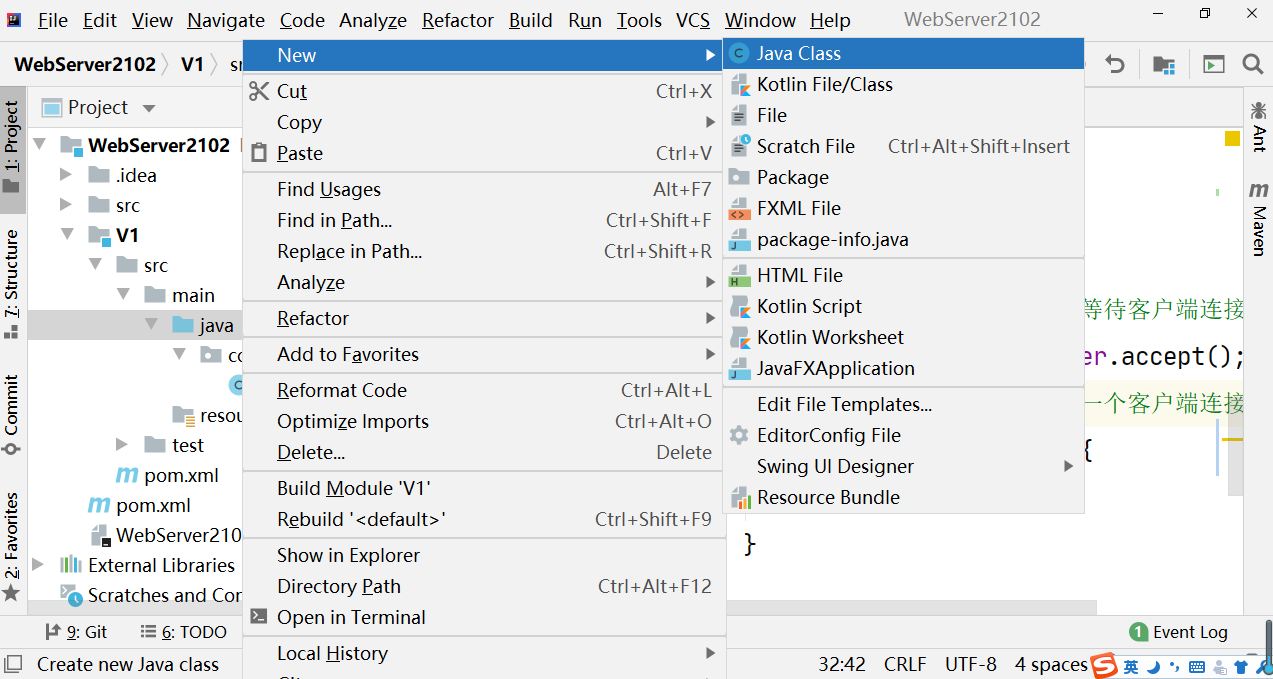 File Edit View Navigate Code Analyze Refactor Build Run Tools VCS Window Help WebServer2102
WebServer2102 V1
1: Project
7: Structure
Commit
2: Favorites
Project
WebServer2102
.idea
src
V1
src
main
java
test
pom.xml
pom.xml
External Libraries
Scratches and
New
Cut Ctrl+X
Copy
Paste Ctrl+V
Find Usages Alt+F7
Find in Path... Ctrl+Shift+F
Replace in Path... Ctrl+Shift+R
Analyze
Refactor
Add to Favorites
Reformat Code Ctrl+Alt+L
Optimize Imports Ctrl+Alt+O
Delete... Delete
Build Module 'V1'
Rebuild '<default>' Ctrl+Shift+F9
Show in Explorer
Directory Path Ctrl+Alt+F12
Open in Terminal
Local History
Java Class
Kotlin File/Class
File
Scratch File Ctrl+Alt+Shift+Insert
Package
FXML File
package-info.java
HTML File
Kotlin Script
Kotlin Worksheet
JavaFXApplication
Edit File Templates...
EditorConfig File
Swing UI Designer
Resource Bundle
等待客户端连接
er.accept();
一个客户端连接
{
}
Ant
Maven
9: Git 6: TODO 1 Event Log
Create new Java class 32:42 CRLF UTF-8 4 spaces 英